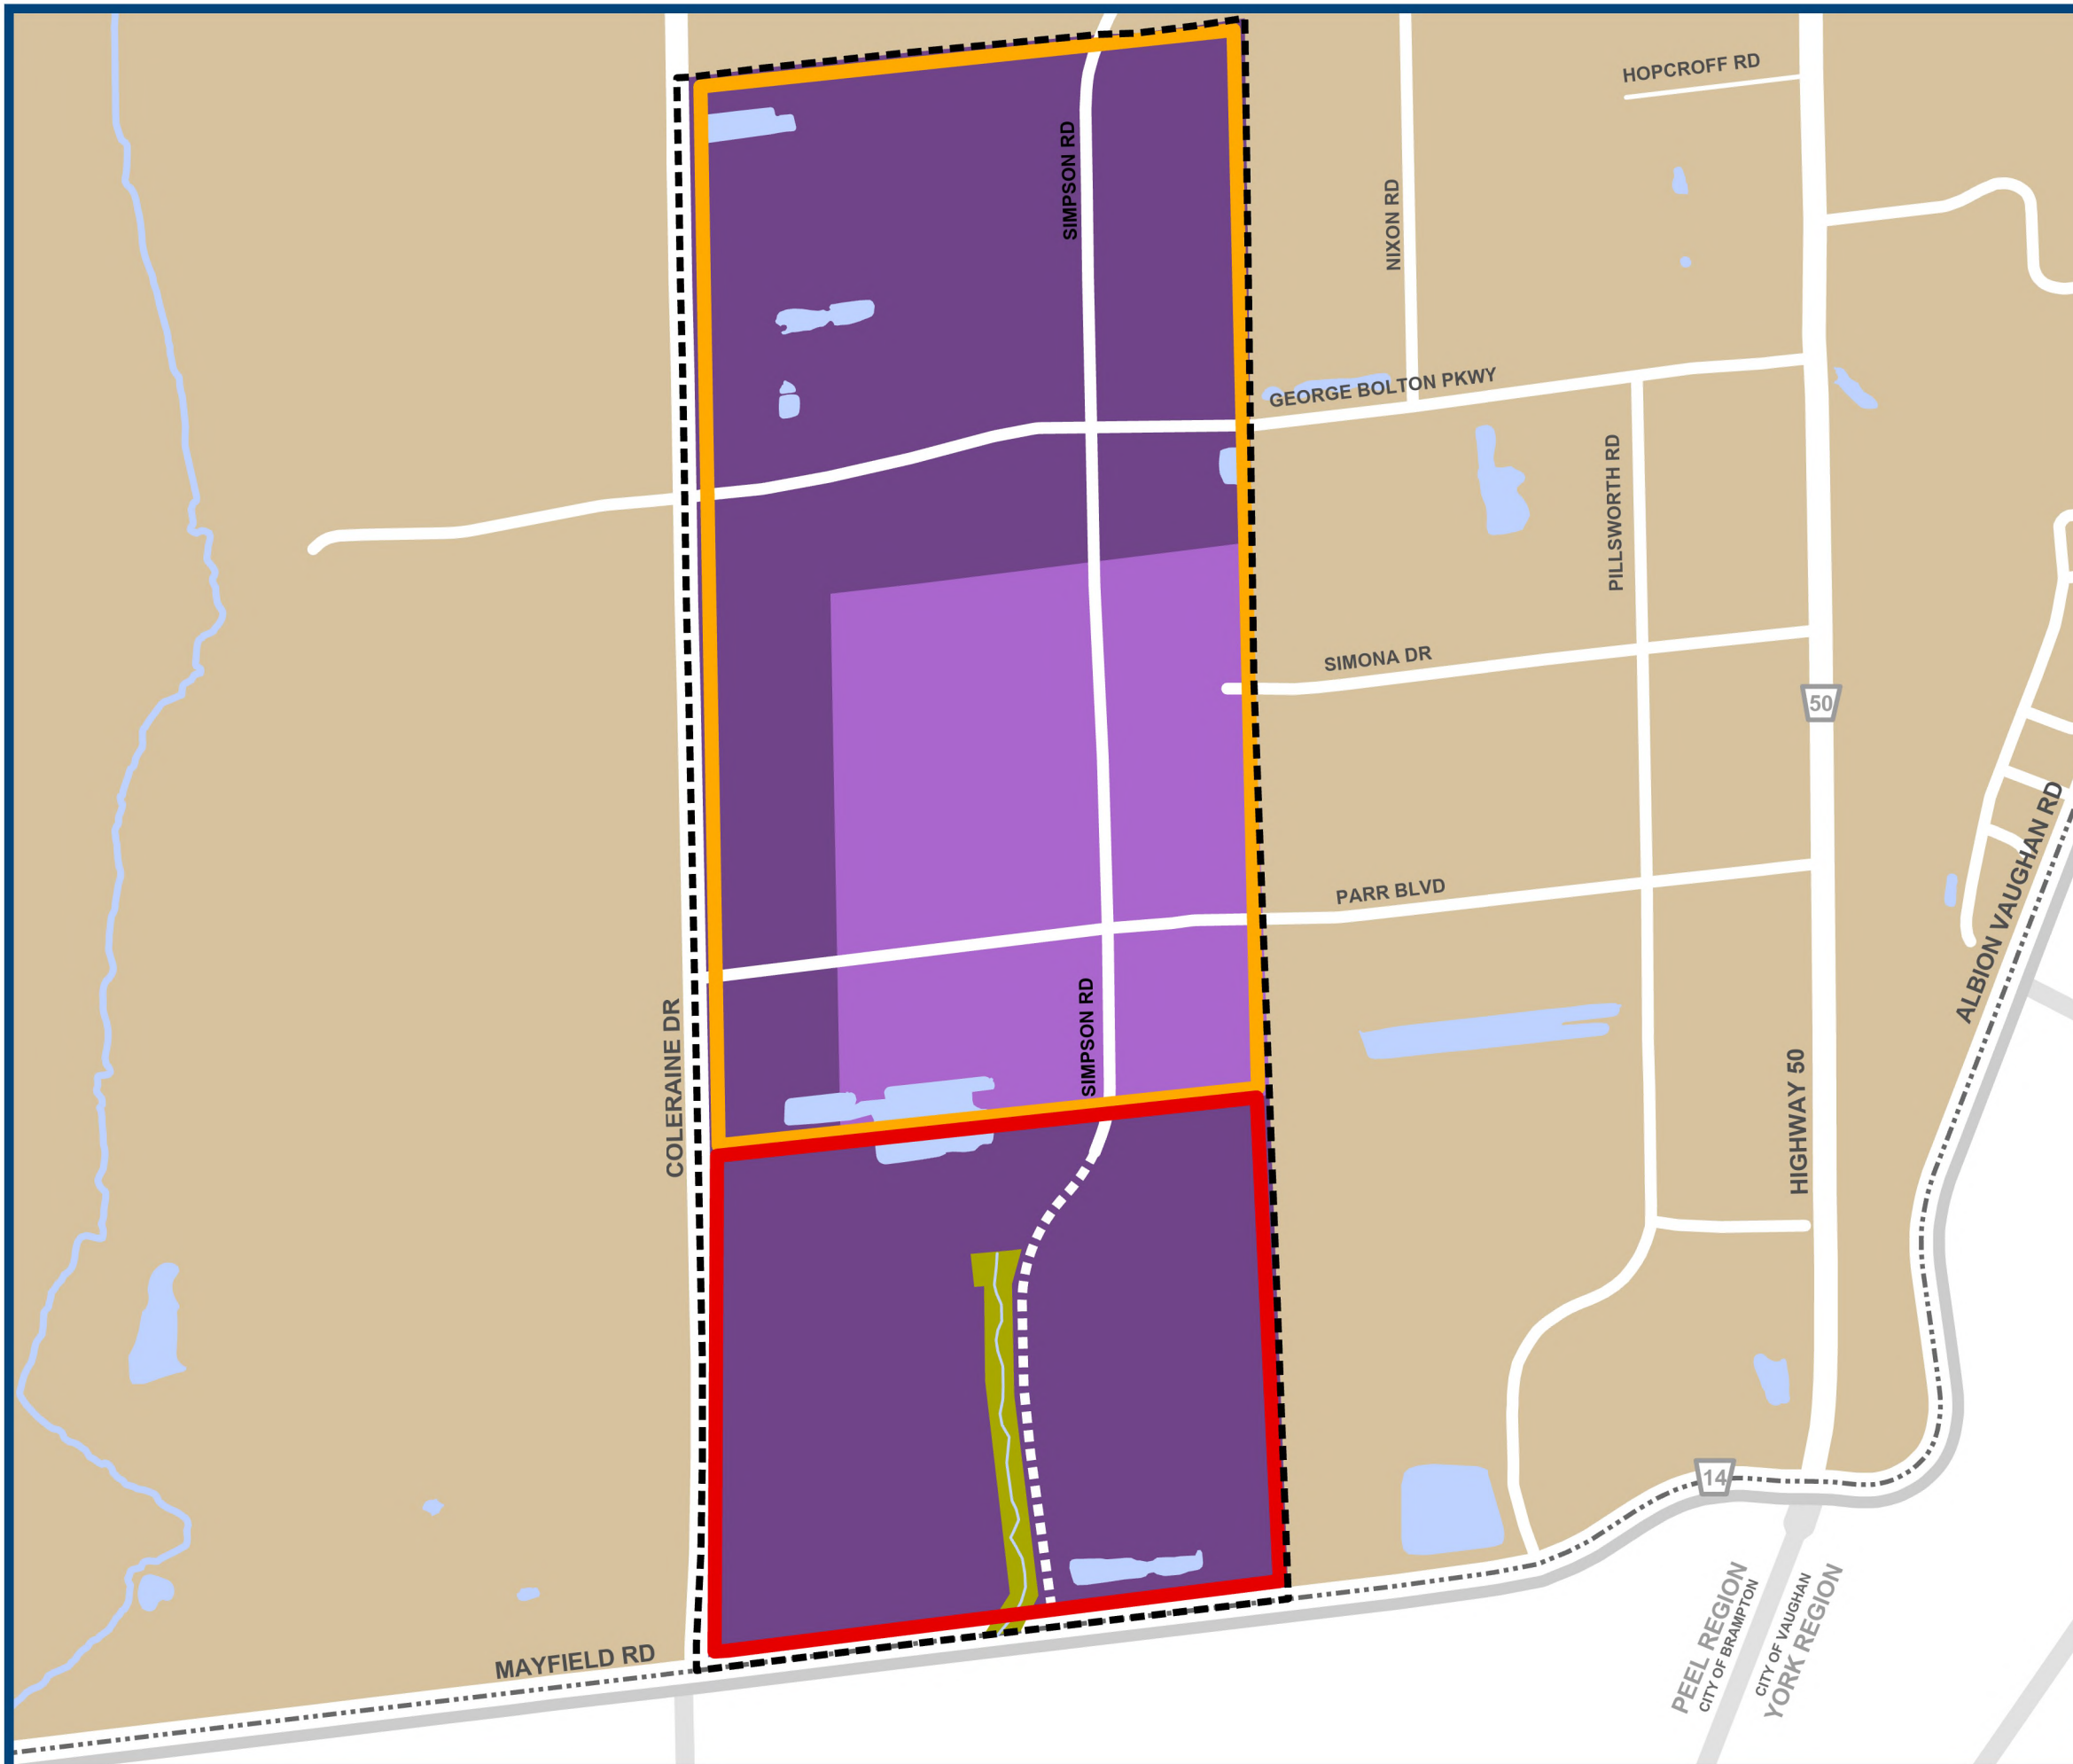 HOPCROFF RD
SIMPSON RD
NIXON RD
GEORGE BOLTON PKWY
PILLSWORTH RD
SIMONA DR
50
PARR BLVD
ALBION VAUGHAN RD
COLERAINE DR
SIMPSON RD
HIGHWAY 50
14
MAYFIELD RD
PEEL REGION
CITY OF BRAMPTON
CITY OF VAUGHAN
YORK REGION